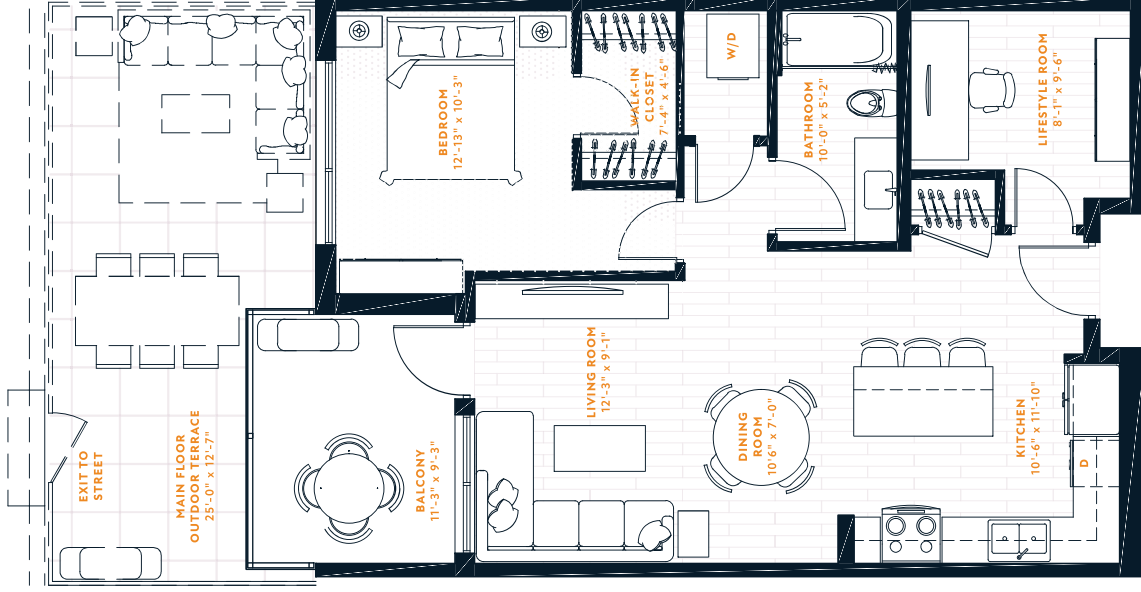 BEDROOM
12'-13" x 10'-3"
WALK-IN
CLOSET
7'-4" x 4'-6"
W/D
BATHROOM
10'-0" x 5'-2"
LIFESTYLE ROOM
8'-1" x 9'-6"
EXIT TO
STREET
MAIN FLOOR
OUTDOOR TERRACE
25'-0" x 12'-7"
BALCONY
11'-3" x 9'-3"
LIVING ROOM
12'-3" x 9'-1"
DINING
ROOM
10'6" x 7'-0"
KITCHEN
10'-6" x 11'-10"
D